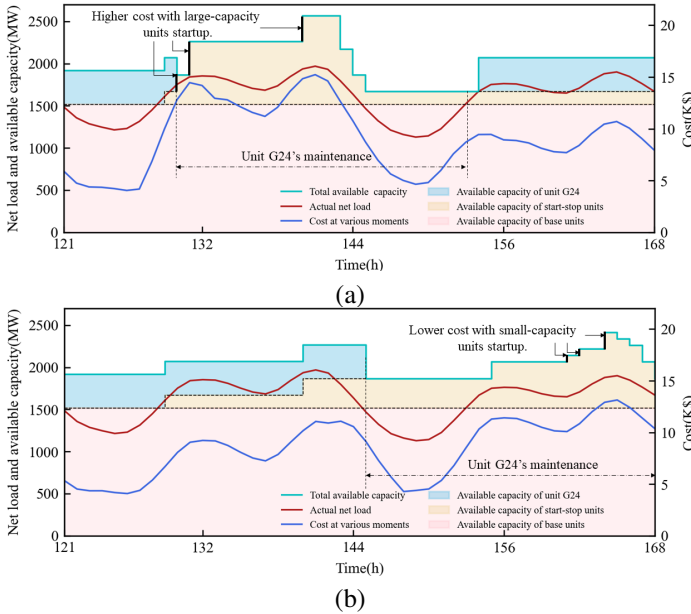 Net load and available capacity(MW)
2500
2000
1500
1000
500
0
20
15
10
5
0
Cost(K$)
Higher cost with large-capacity
units startup.
Unit G24's maintenance
Total available capacity
Actual net load
Cost at various moments
Available capacity of unit G24
Available capacity of start-stop units
Available capacity of base units
121
132
144
156
168
Time(h)
(a)
Net load and available capacity(MW)
2500
2000
1500
1000
500
0
20
15
10
5
0
Cost(K$)
Lower cost with small-capacity
units startup.
Unit G24's maintenance
Total available capacity
Actual net load
Cost at various moments
Available capacity of unit G24
Available capacity of start-stop units
Available capacity of base units
121
132
144
156
168
Time(h)
(b)